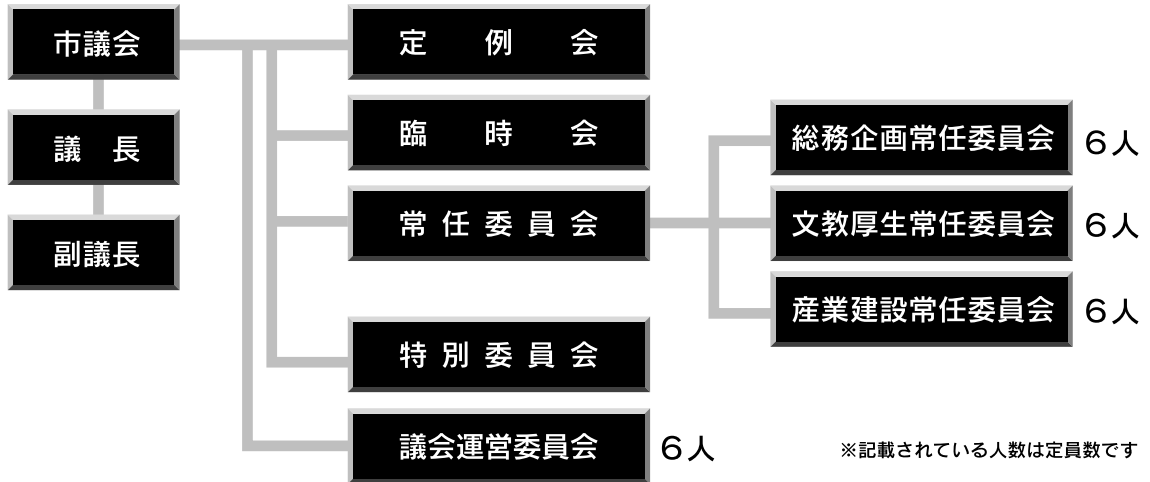 市議会
議長
副議長
定例会
臨時会
常任委員会
総務企画常任委員会 6人
文教厚生常任委員会 6人
産業建設常任委員会 6人
特別委員会
議会運営委員会 6人
※記載されている人数は定員数です